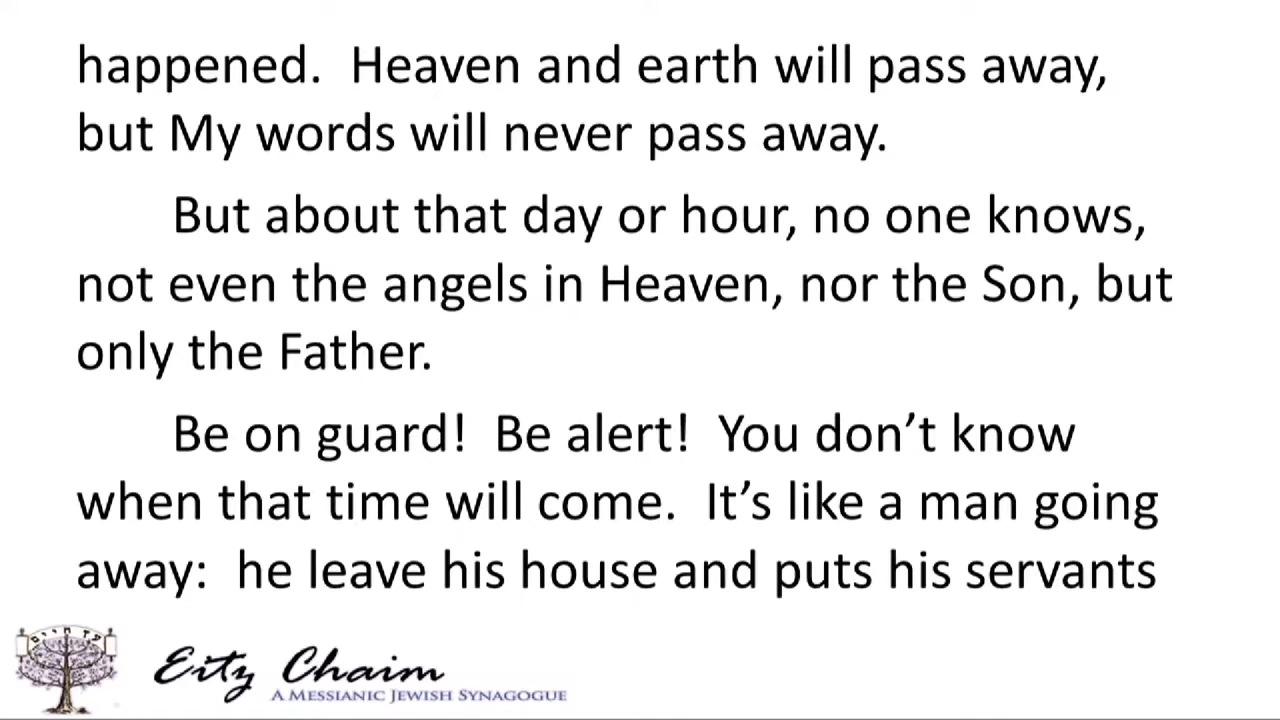 happened.  Heaven and earth will pass away,
but My words will never pass away.
But about that day or hour, no one knows,
not even the angels in Heaven, nor the Son, but
only the Father.
Be on guard!  Be alert!  You don’t know
when that time will come.  It’s like a man going
away:  he leave his house and puts his servants
עץ חיים
Eitz Chaim
A MESSIANIC JEWISH SYNAGOGUE